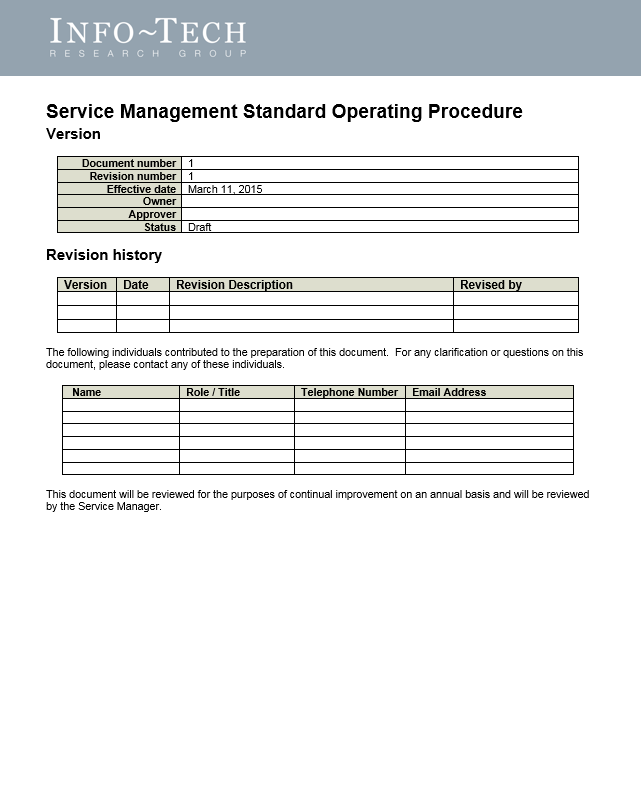 INFO~TECH
RESEARCH GROUP
Service Management Standard Operating Procedure
Version
Document number 1
Revision number 1
Effective date March 11, 2015
Owner
Approver
Status Draft
Revision history
Version Date Revision Description Revised by
The following individuals contributed to the preparation of this document.  For any clarification or questions on this
document, please contact any of these individuals.
Name Role / Title Telephone Number Email Address
This document will be reviewed for the purposes of continual improvement on an annual basis and will be reviewed
by the Service Manager.